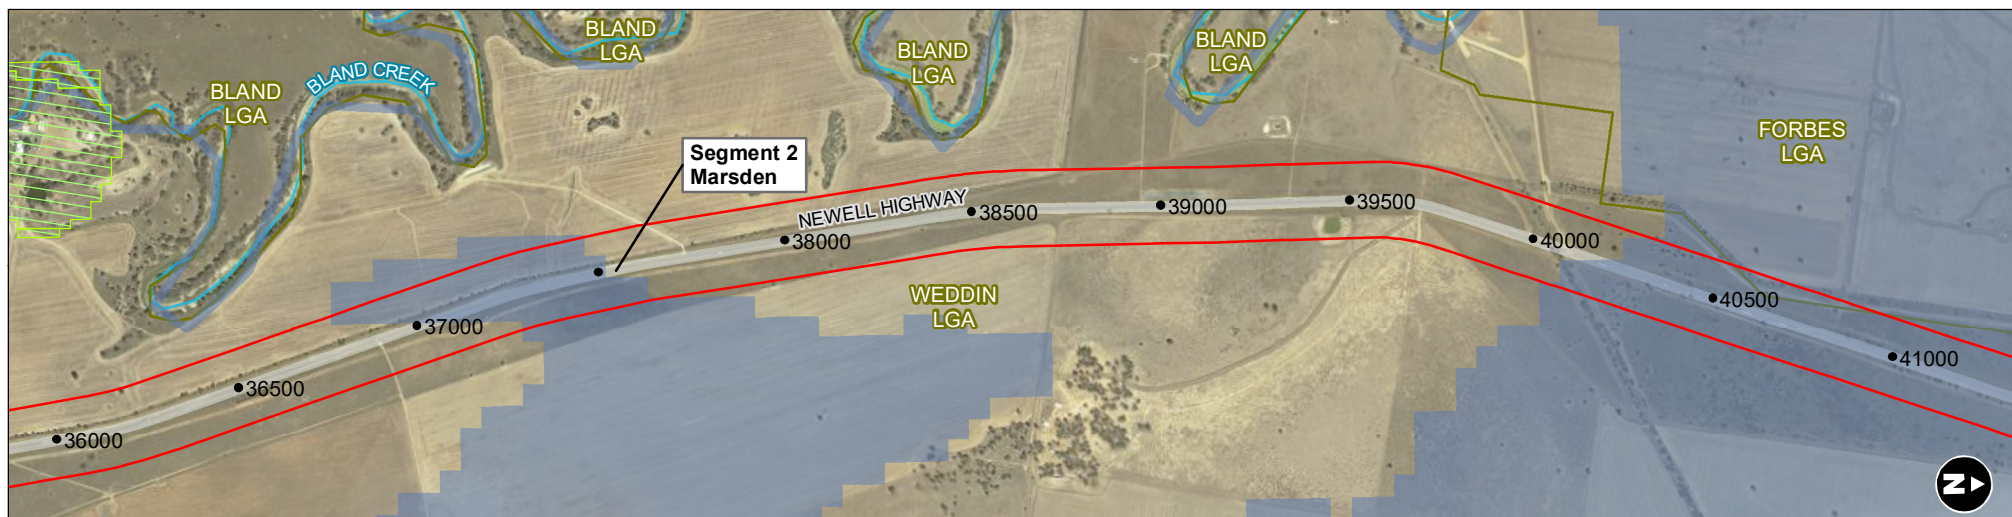 BLAND
LGA
BLAND CREEK
BLAND
LGA
BLAND
LGA
BLAND
LGA
FORBES
LGA
Segment 2
Marsden
NEWELL HIGHWAY
WEDDIN
LGA
36000
36500
37000
38000
38500
39000
39500
40000
40500
41000
N